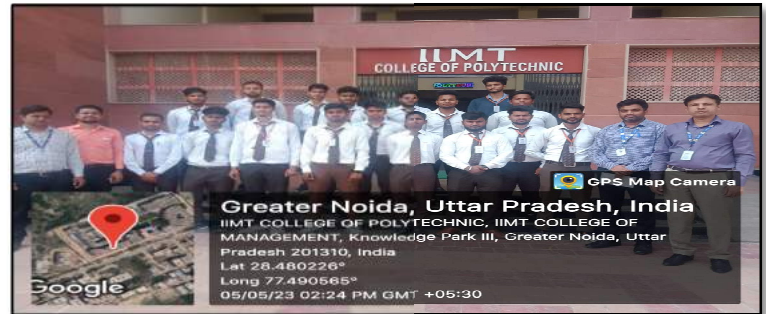 IIMT
COLLEGE OF POLYTECHNIC
GPS Map Camera
Greater Noida, Uttar Pradesh, India
IIMT COLLEGE OF POLYTECHNIC, IIMT COLLEGE OF
MANAGEMENT, Knowledge Park III, Greater Noida, Uttar
Pradesh 201310, India
Lat 28.480226°
Long 77.490565°
05/05/23 02:24 PM GMT +05:30
Google